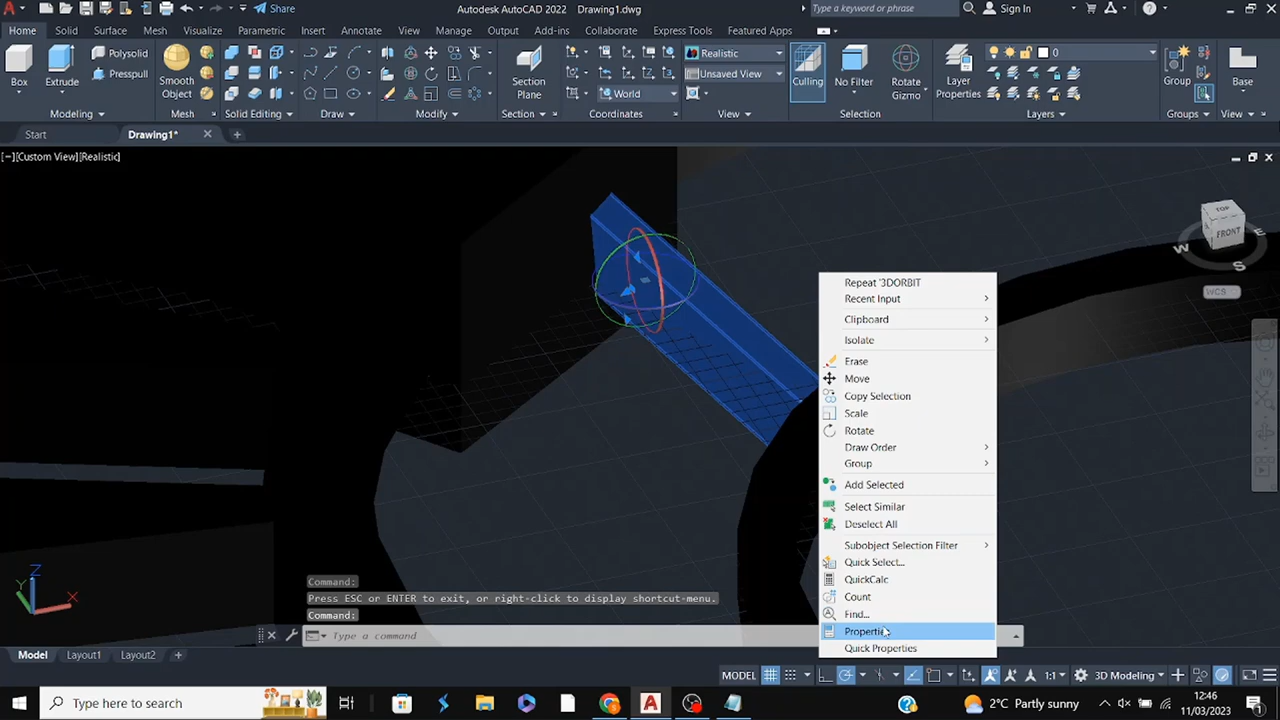 Share
Autodesk AutoCAD 2022 Drawing1.dwg
Type a keyword or phrase
Sign In
Home Solid Surface Mesh Visualize Parametric Insert Annotate View Manage Output Add-ins Collaborate Express Tools Featured Apps
Box
Extrude
Polysolid
Presspull
Smooth
Object
Section
Plane
Realistic
Unsaved View
World
Culling
No Filter
Rotate
Gizmo
Layer
Properties
0
Group
Base
Modeling Mesh Solid Editing Draw Modify Section Coordinates View Selection Layers Groups View
Start Drawing1* +
[−][Custom View][Realistic]
TOP
FRONT
W
E
S
WCS
Repeat '3DORBIT
Recent Input
Clipboard
Isolate
Erase
Move
Copy Selection
Scale
Rotate
Draw Order
Group
Add Selected
Select Similar
Deselect All
Subobject Selection Filter
Quick Select...
QuickCalc
Count
Find...
Properties
Quick Properties
Z
Y
X
Command:
Press ESC or ENTER to exit, or right-click to display shortcut-menu.
Command:
Type a command
Model Layout1 Layout2 +
MODEL
1:1
3D Modeling
Type here to search
2°C Partly sunny
12:46
11/03/2023